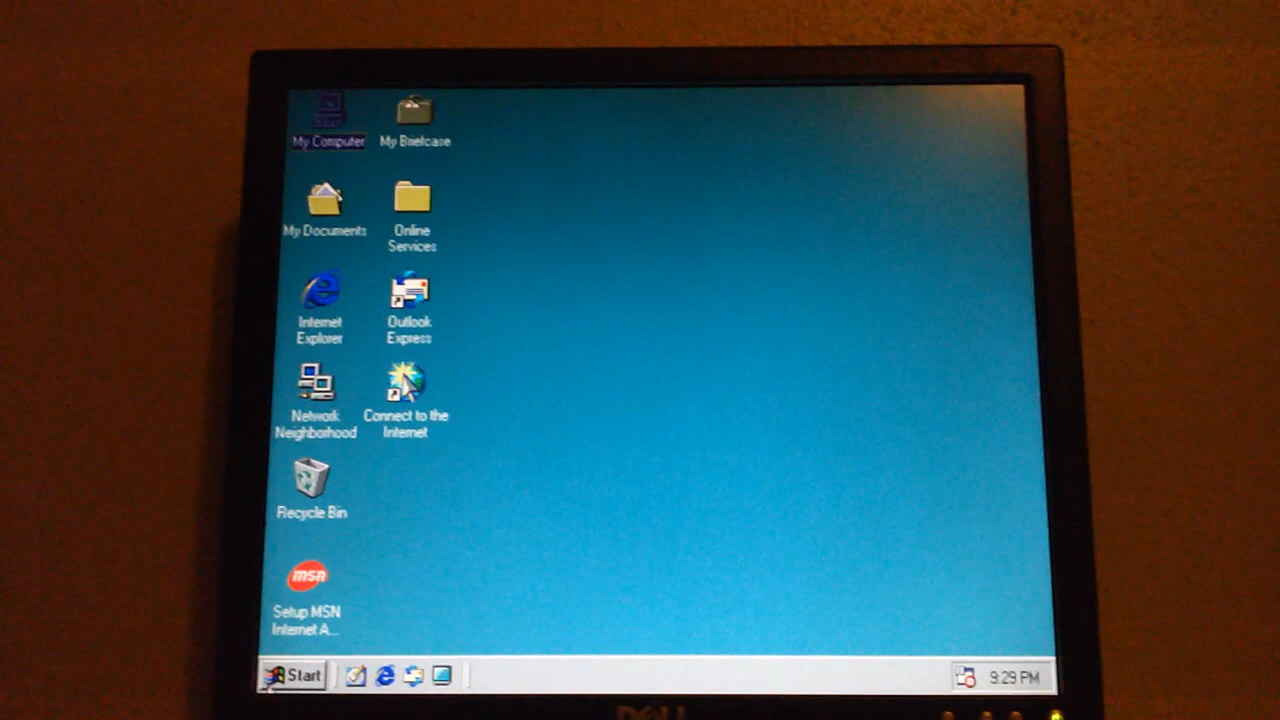 My Computer
My Briefcase
My Documents
Online
Services
Internet
Explorer
Outlook
Express
Network
Neighborhood
Connect to the
Internet
Recycle Bin
msn
Setup MSN
Internet A...
Start
9:29 PM
DELL